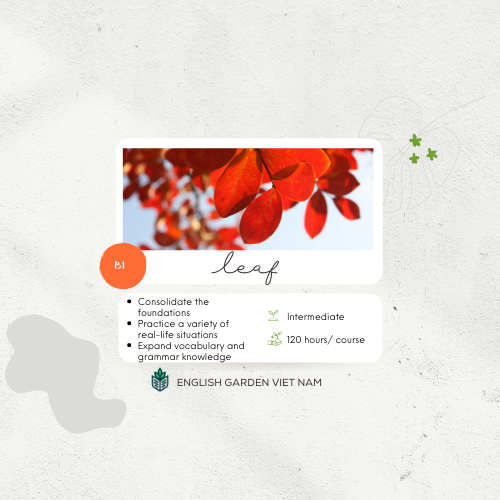 B1
leaf
Consolidate the
foundations
Practice a variety of
real-life situations
Expand vocabulary and
grammar knowledge
Intermediate
120 hours/ course
ENGLISH GARDEN VIET NAM